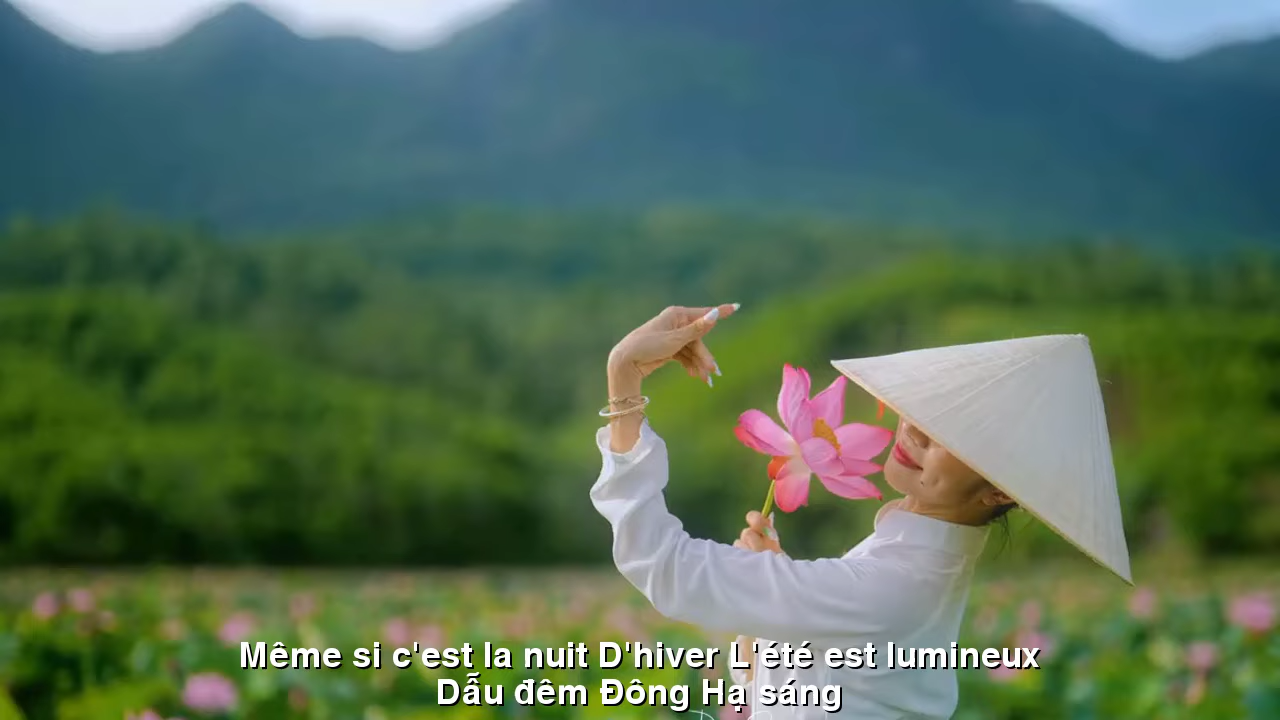 Même si c'est la nuit D'hiver L'été est lumineux
Dẫu đêm Đông Hạ sáng